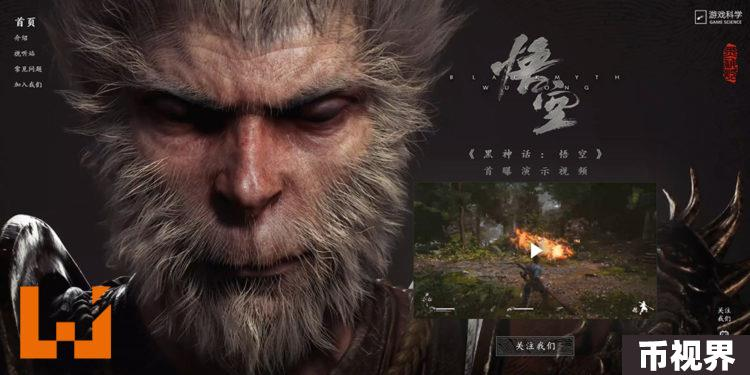 首頁
介绍
视听站
常见问题
加入我们
游戏科学
GAME SCIENCE
悟空
BLACK MYTH
WUKONG
《黑神话：悟空》
首曝演示视频
关注我们
关注
我们
币视界